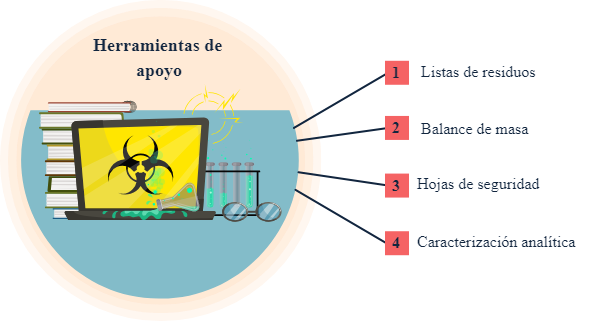 Herramientas de
apoyo
1 Listas de residuos
2 Balance de masa
3 Hojas de seguridad
4 Caracterización analítica